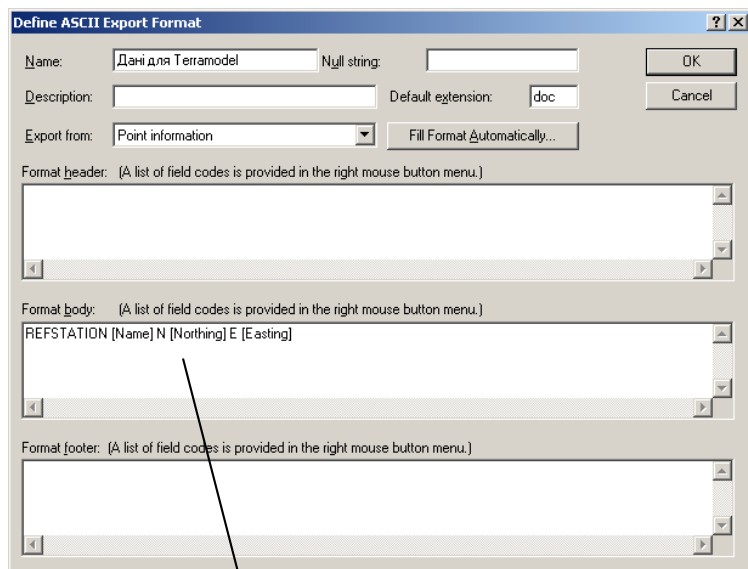 Define ASCII Export Format
Name: Дані для Terramodel Null string: OK
Description: Default extension: doc Cancel
Export from: Point information Fill Format Automatically...
Format header: (A list of field codes is provided in the right mouse button menu.)
Format body: (A list of field codes is provided in the right mouse button menu.)
REFSTATION [Name] N [Northing] E [Easting]
Format footer: (A list of field codes is provided in the right mouse button menu.)